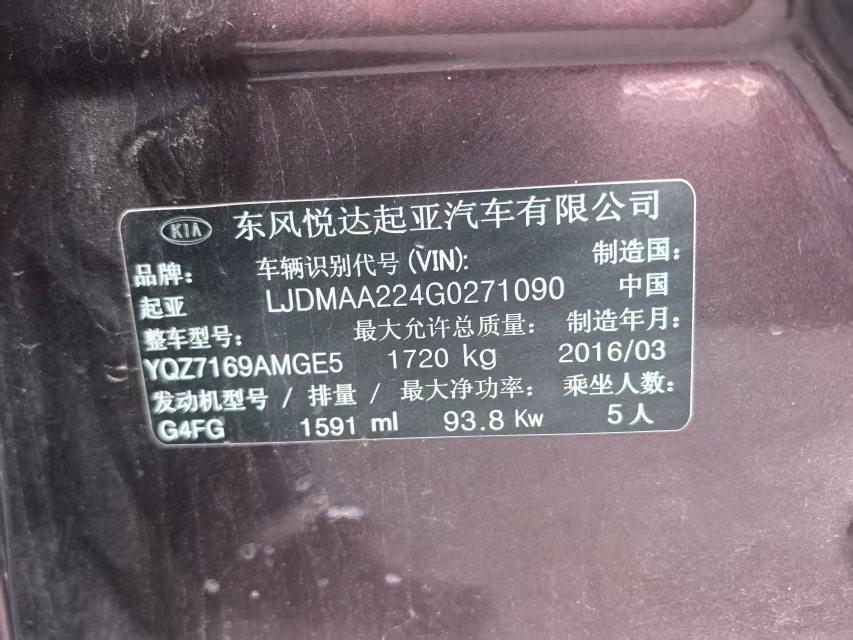 KIA 东风悦达起亚汽车有限公司
品牌： 车辆识别代号 (VIN): 制造国：
起亚 LJDMAA224G0271090 中国
整车型号： 最大允许总质量： 制造年月：
YQZ7169AMGE5 1720 kg 2016/03
发动机型号 / 排量 / 最大净功率： 乘坐人数：
G4FG 1591 ml 93.8 Kw 5 人